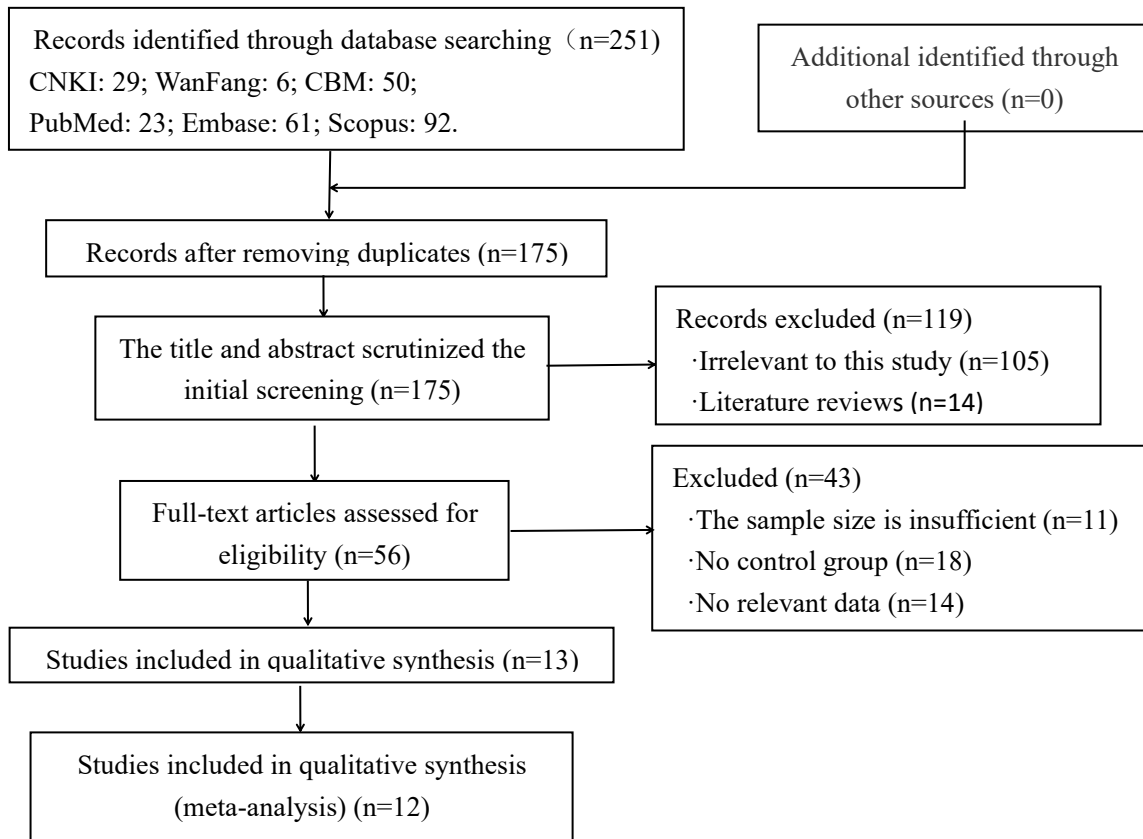 Records identified through database searching（n=251)
CNKI: 29; WanFang: 6; CBM: 50;
PubMed: 23; Embase: 61; Scopus: 92.
Additional identified through
other sources (n=0)
Records after removing duplicates (n=175)
The title and abstract scrutinized the
initial screening (n=175)
Records excluded (n=119)
·Irrelevant to this study (n=105)
·Literature reviews (n=14)
Full-text articles assessed for
eligibility (n=56)
Excluded (n=43)
·The sample size is insufficient (n=11)
·No control group (n=18)
·No relevant data (n=14)
Studies included in qualitative synthesis (n=13)
Studies included in qualitative synthesis
(meta-analysis) (n=12)